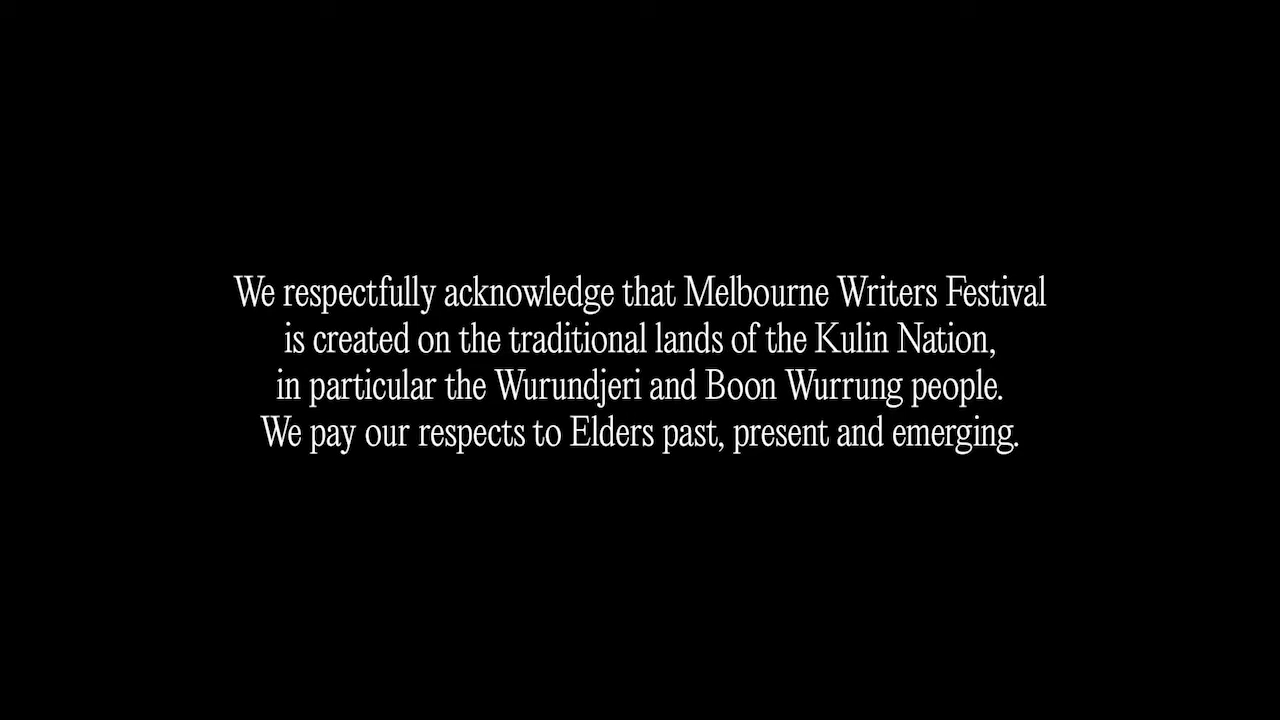 We respectfully acknowledge that Melbourne Writers Festival
is created on the traditional lands of the Kulin Nation,
in particular the Wurundjeri and Boon Wurrung people.
We pay our respects to Elders past, present and emerging.